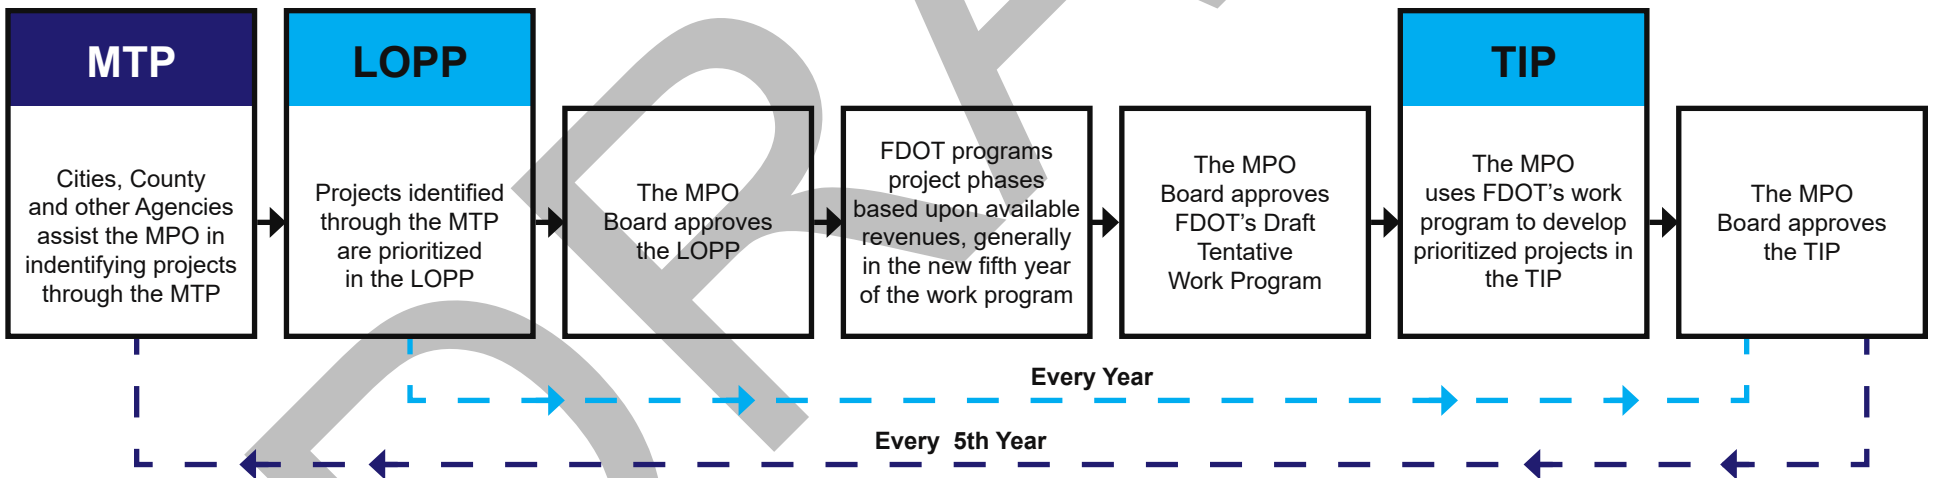 MTP
Cities, County
and other Agencies
assist the MPO in
indentifying projects
through the MTP
LOPP
Projects identified
through the MTP
are prioritized
in the LOPP
The MPO
Board approves
the LOPP
FDOT programs
project phases
based upon available
revenues, generally
in the new fifth year
of the work program
The MPO
Board approves
FDOT's Draft
Tentative
Work Program
TIP
The MPO
uses FDOT's work
program to develop
prioritized projects in
the TIP
The MPO
Board approves
the TIP
Every Year
Every 5th Year
DRA